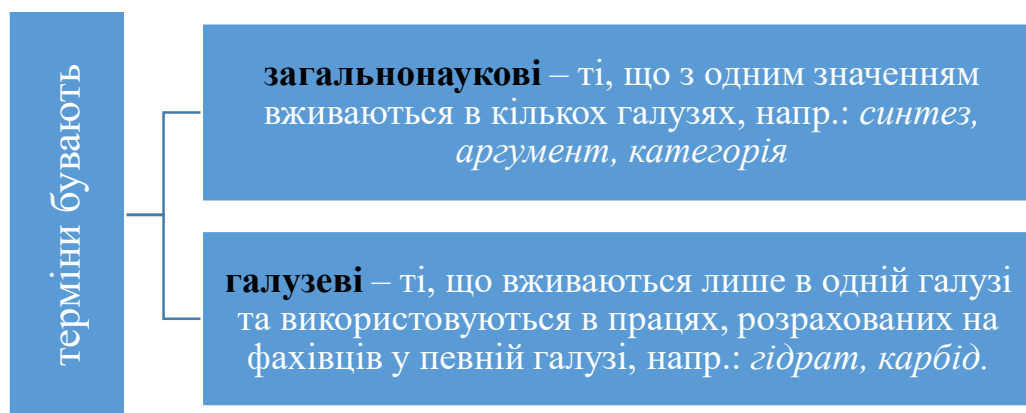 терміни бувають
загальнонаукові – ті, що з одним значенням
вживаються в кількох галузях, напр.: синтез,
аргумент, категорія
галузеві – ті, що вживаються лише в одній галузі
та використовуються в працях, розрахованих на
фахівців у певній галузі, напр.: гідрат, карбід.